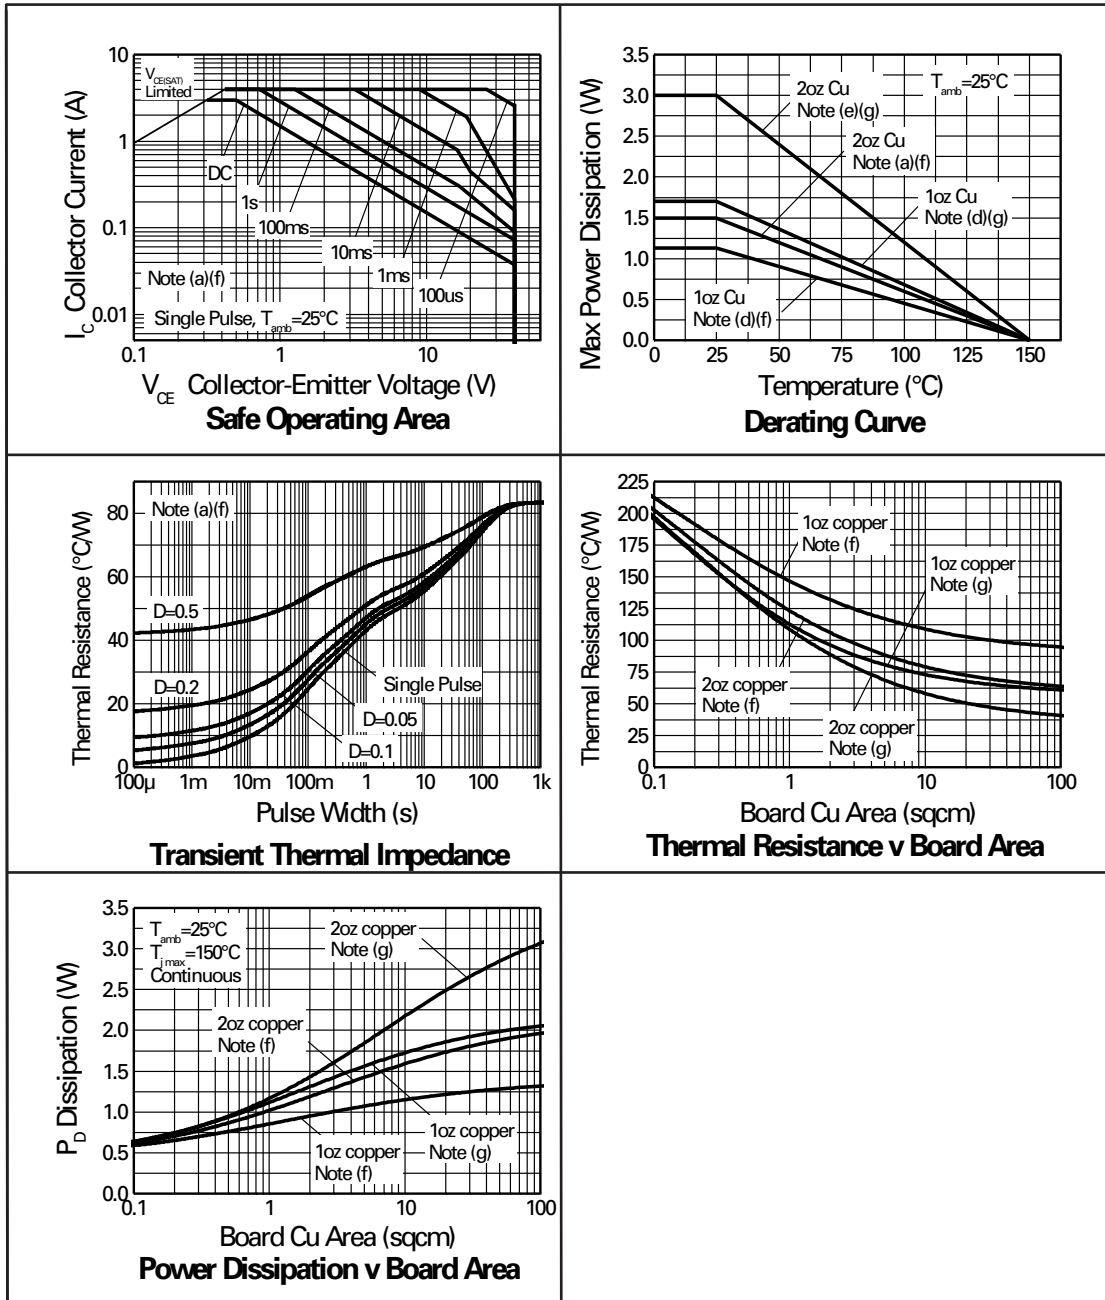 10
1
0.1
0.01
0.1
1
10
I_C Collector Current (A)
V_CE(SAT)
Limited
DC
1s
100ms
10ms
1ms
100us
Note (a)(f)
Single Pulse, T_amb=25°C
V_CE Collector-Emitter Voltage (V)
Safe Operating Area
3.5
3.0
2.5
2.0
1.5
1.0
0.5
0.0
0
25
50
75
100
125
150
Max Power Dissipation (W)
T_amb=25°C
2oz Cu
Note (e)(g)
2oz Cu
Note (a)(f)
1oz Cu
Note (d)(g)
1oz Cu
Note (d)(f)
Temperature (°C)
Derating Curve
80
60
40
20
0
100µ
1m
10m
100m
1
10
100
1k
Thermal Resistance (°C/W)
Note (a)(f)
D=0.5
D=0.2
Single Pulse
D=0.05
D=0.1
Pulse Width (s)
Transient Thermal Impedance
225
200
175
150
125
100
75
50
25
0
0.1
1
10
100
Thermal Resistance (°C/W)
1oz copper
Note (f)
1oz copper
Note (g)
2oz copper
Note (f)
2oz copper
Note (g)
Board Cu Area (sqcm)
Thermal Resistance v Board Area
3.5
3.0
2.5
2.0
1.5
1.0
0.5
0.0
0.1
1
10
100
P_D Dissipation (W)
T_amb=25°C
T_j max=150°C
Continuous
2oz copper
Note (g)
2oz copper
Note (f)
1oz copper
Note (g)
1oz copper
Note (f)
Board Cu Area (sqcm)
Power Dissipation v Board Area